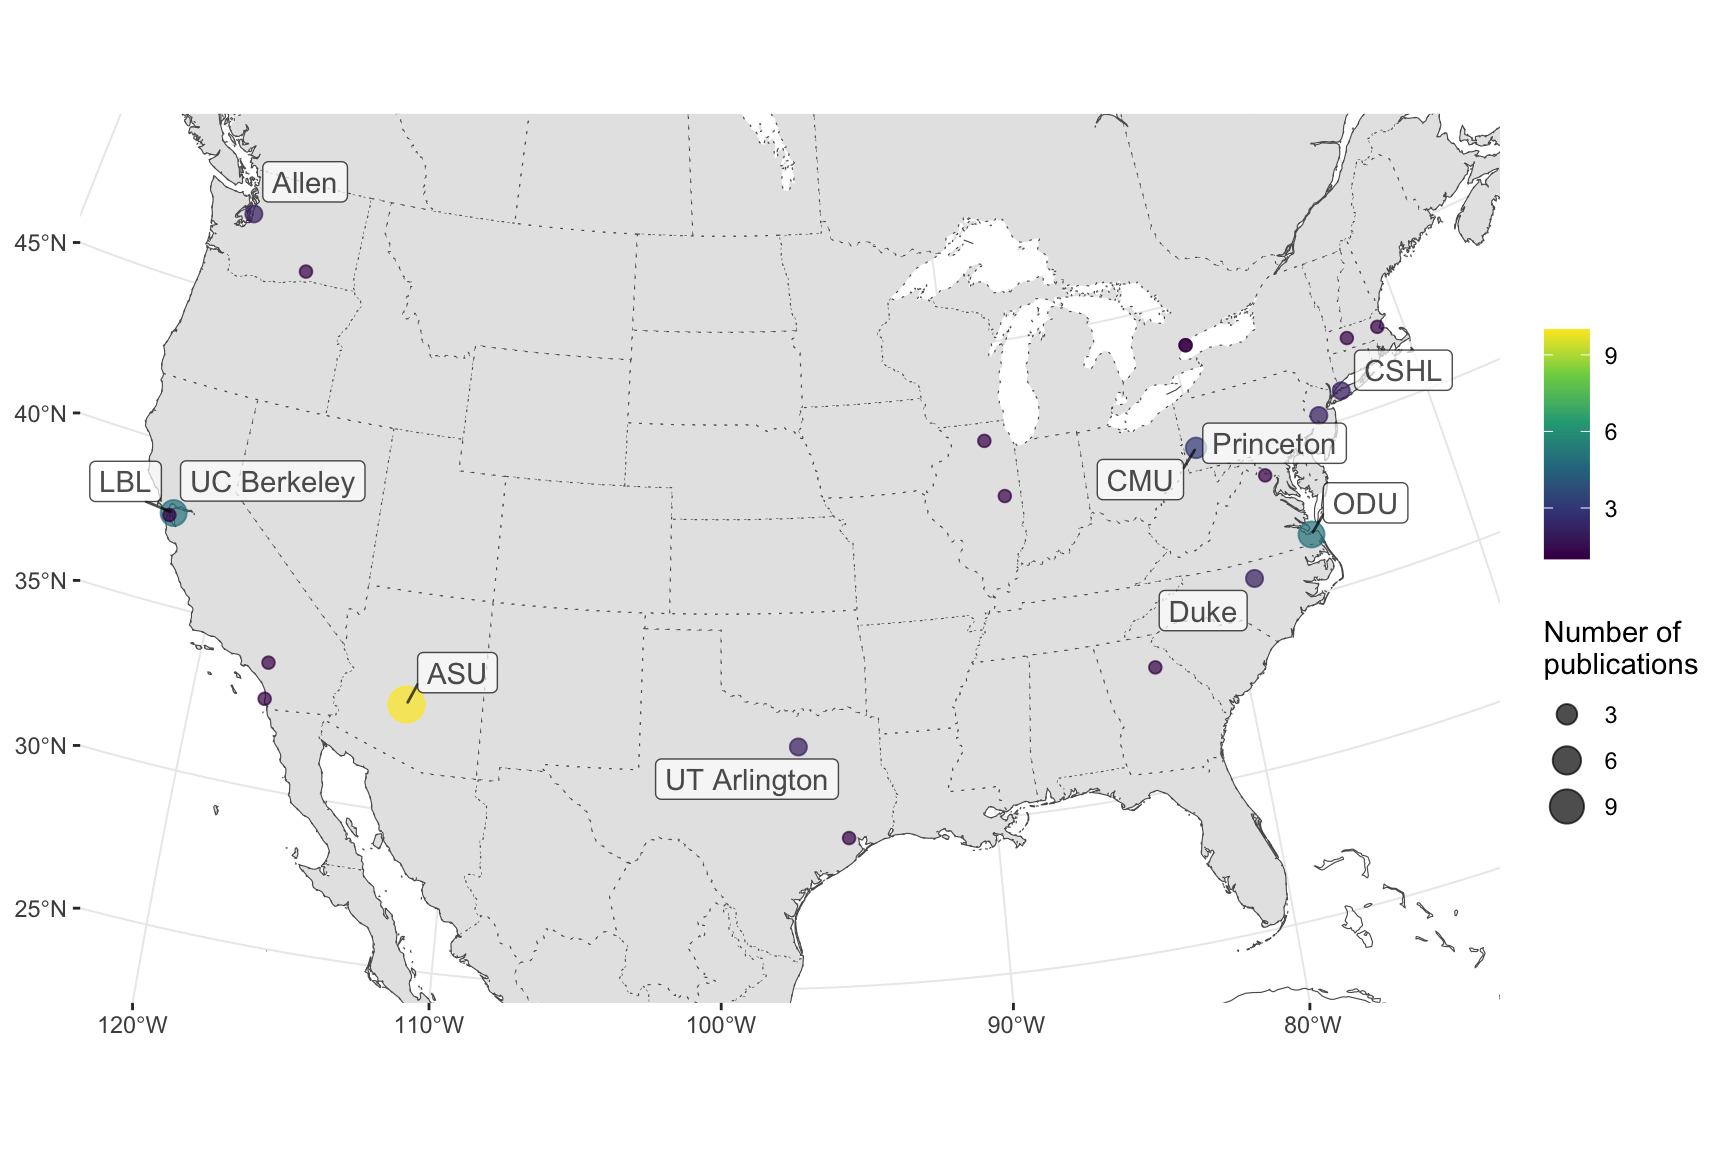 Allen
45°N
40°N
CSHL
Princeton
LBL
UC Berkeley
CMU
ODU
35°N
Duke
ASU
30°N
UT Arlington
25°N
120°W
110°W
100°W
90°W
80°W
9
6
3
Number of
publications
3
6
9